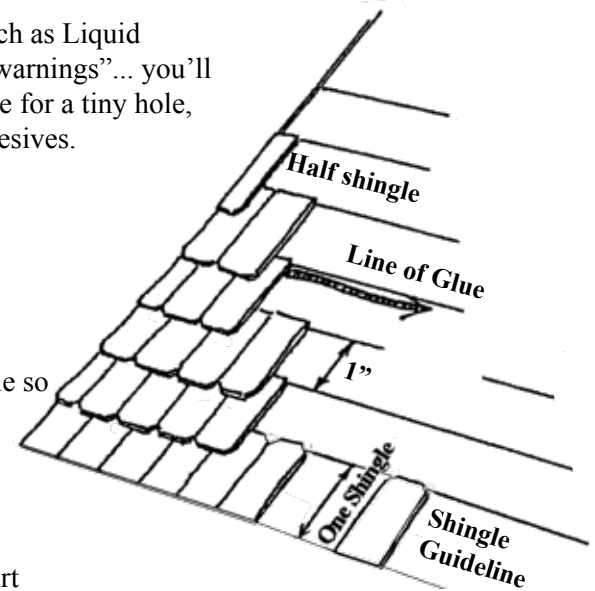 ch as Liquid
warnings”... you’ll
e for a tiny hole,
esives.
Half shingle
Line of Glue
1”
e so
One Shingle
Shingle
Guideline
rt